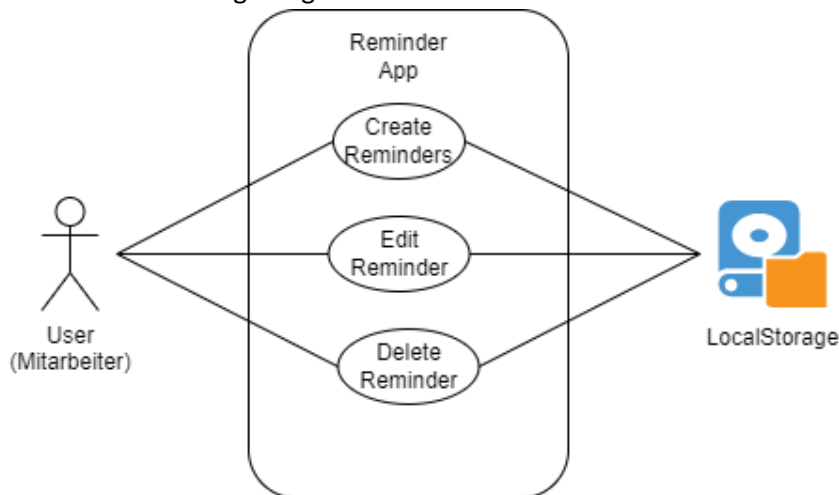 Reminder
App
Create
Reminders
Edit
Reminder
Delete
Reminder
User
(Mitarbeiter)
LocalStorage